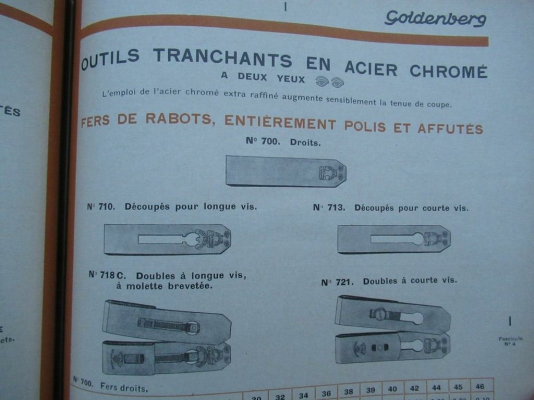 Goldenberg
OUTILS TRANCHANTS EN ACIER CHROMÉ
A DEUX YEUX
L'emploi de l'acier chromé extra raffiné augmente sensiblement la tenue de coupe.
FERS DE RABOTS, ENTIÈREMENT POLIS ET AFFUTÉS
N° 700. Droits.
N° 710. Découpés pour longue vis.
N° 713. Découpés pour courte vis.
N° 718 C. Doubles à longue vis,
à molette brevetée.
N° 721. Doubles à courte vis.
Fascicule
N° 4
N° 700. Fers droits.
30 32 34 36 38 39 40 42 44 45 46